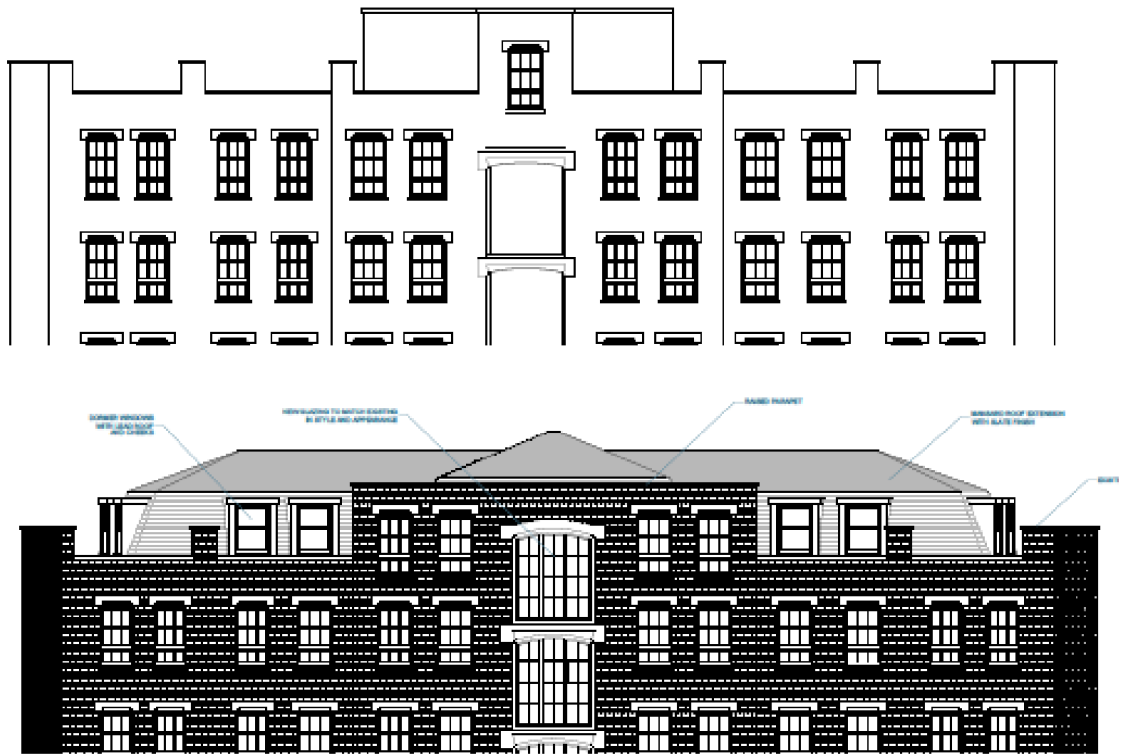 DORMER WINDOWS
WITH LEAD ROOF
AND CHEEKS
NEW GLAZING TO MATCH EXISTING
IN STYLE AND APPEARANCE
RAISED PARAPET
MANSARD ROOF EXTENSION
WITH SLATE FINISH